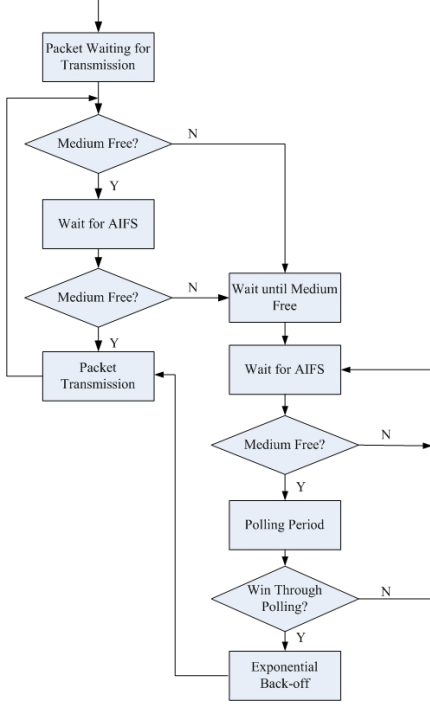 Packet Waiting for
Transmission
Medium Free?
N
Y
Wait for AIFS
Medium Free?
N
Y
Packet
Transmission
Wait until Medium
Free
Wait for AIFS
Medium Free?
N
Y
Polling Period
Win Through
Polling?
N
Y
Exponential
Back-off